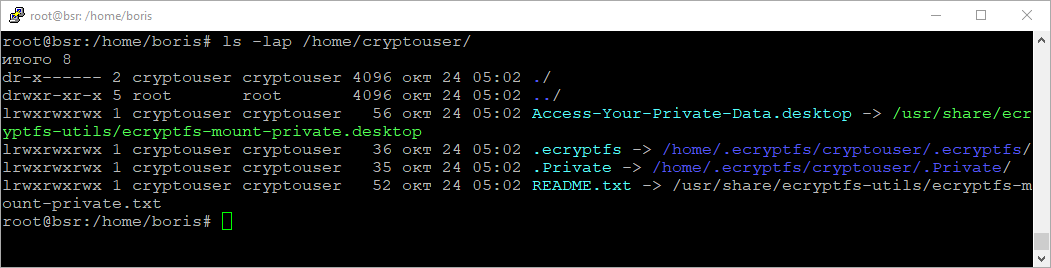 root@bsr: /home/boris
root@bsr:/home/boris# ls -lap /home/cryptouser/
итого 8
dr-x------ 2 cryptouser cryptouser 4096 окт 24 05:02 ./
drwxr-xr-x 5 root       root       4096 окт 24 05:02 ../
lrwxrwxrwx 1 cryptouser cryptouser   56 окт 24 05:02 Access-Your-Private-Data.desktop -> /usr/share/ecr
yptfs-utils/ecryptfs-mount-private.desktop
lrwxrwxrwx 1 cryptouser cryptouser   36 окт 24 05:02 .ecryptfs -> /home/.ecryptfs/cryptouser/.ecryptfs/
lrwxrwxrwx 1 cryptouser cryptouser   35 окт 24 05:02 .Private -> /home/.ecryptfs/cryptouser/.Private/
lrwxrwxrwx 1 cryptouser cryptouser   52 окт 24 05:02 README.txt -> /usr/share/ecryptfs-utils/ecryptfs-m
ount-private.txt
root@bsr:/home/boris#